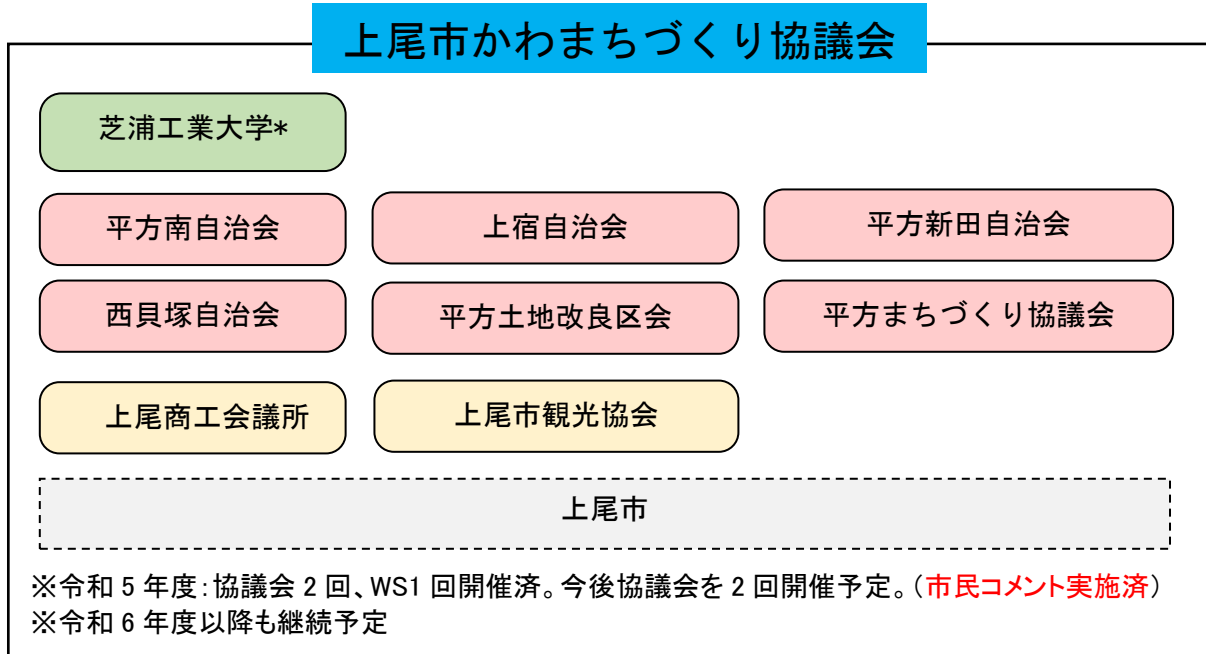 上尾市かわまちづくり協議会
芝浦工業大学*
平方南自治会 上宿自治会 平方新田自治会
西貝塚自治会 平方土地改良区会 平方まちづくり協議会
上尾商工会議所 上尾市観光協会
上尾市
※令和5年度:協議会2回、WS1回開催済。今後協議会を2回開催予定。(市民コメント実施済)
※令和6年度以降も継続予定